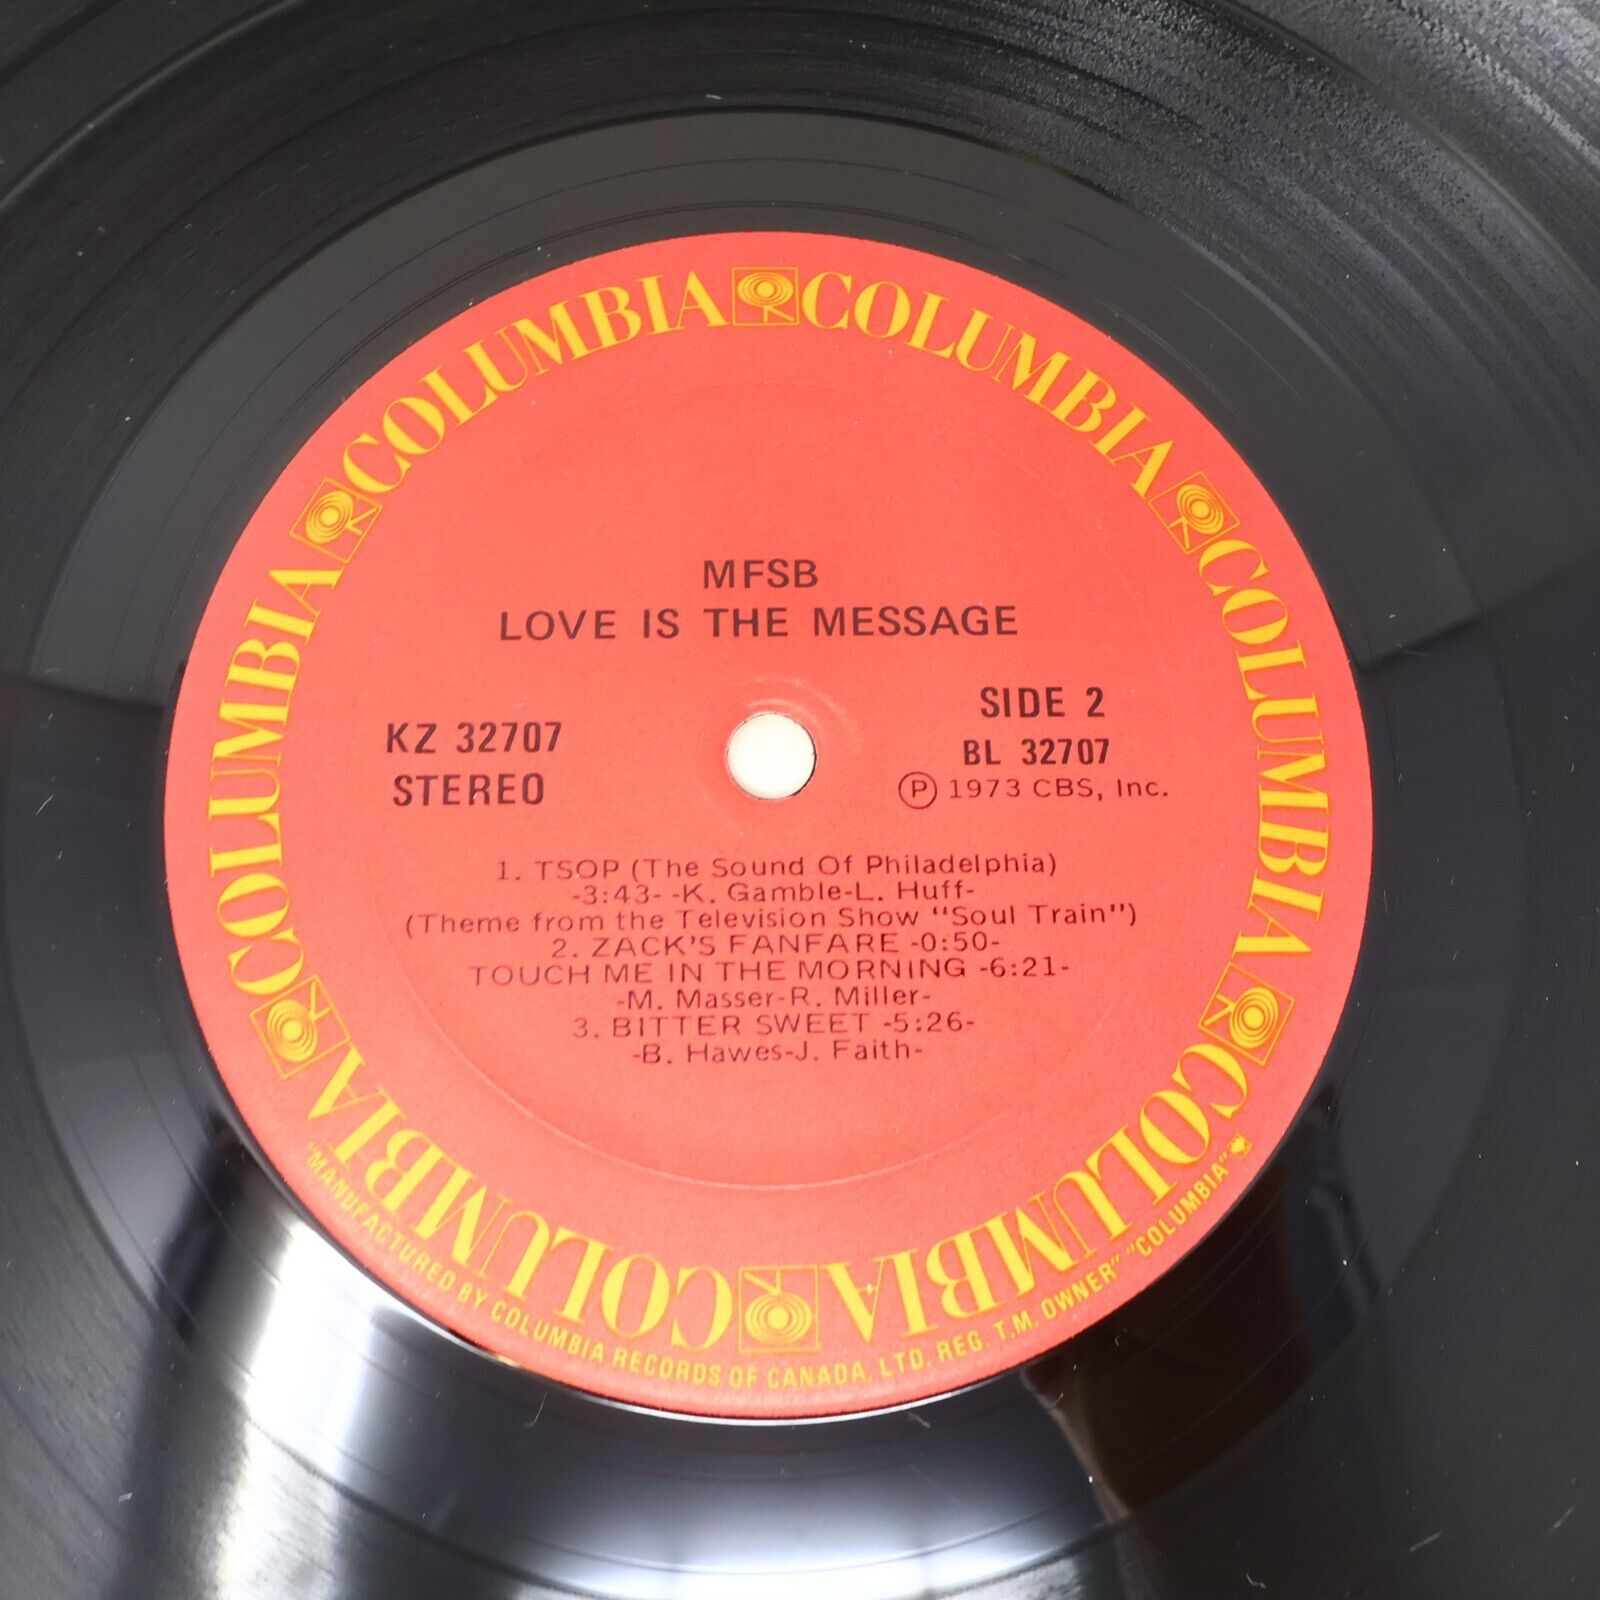 COLUMBIA COLUMBIA COLUMBIA COLUMBIA COLUMBIA COLUMBIA
MFSB
LOVE IS THE MESSAGE
SIDE 2
KZ 32707
BL 32707
STEREO
Ⓟ 1973 CBS, Inc.
1. TSOP (The Sound Of Philadelphia)
-3:43- -K. Gamble-L. Huff-
(Theme from the Television Show "Soul Train")
2. ZACK'S FANFARE -0:50-
TOUCH ME IN THE MORNING -6:21-
-M. Masser-R. Miller-
3. BITTER SWEET -5:26-
-B. Hawes-J. Faith-
"MANUFACTURED BY COLUMBIA RECORDS OF CANADA, LTD. REG. T.M. OWNER" "COLUMBIA"